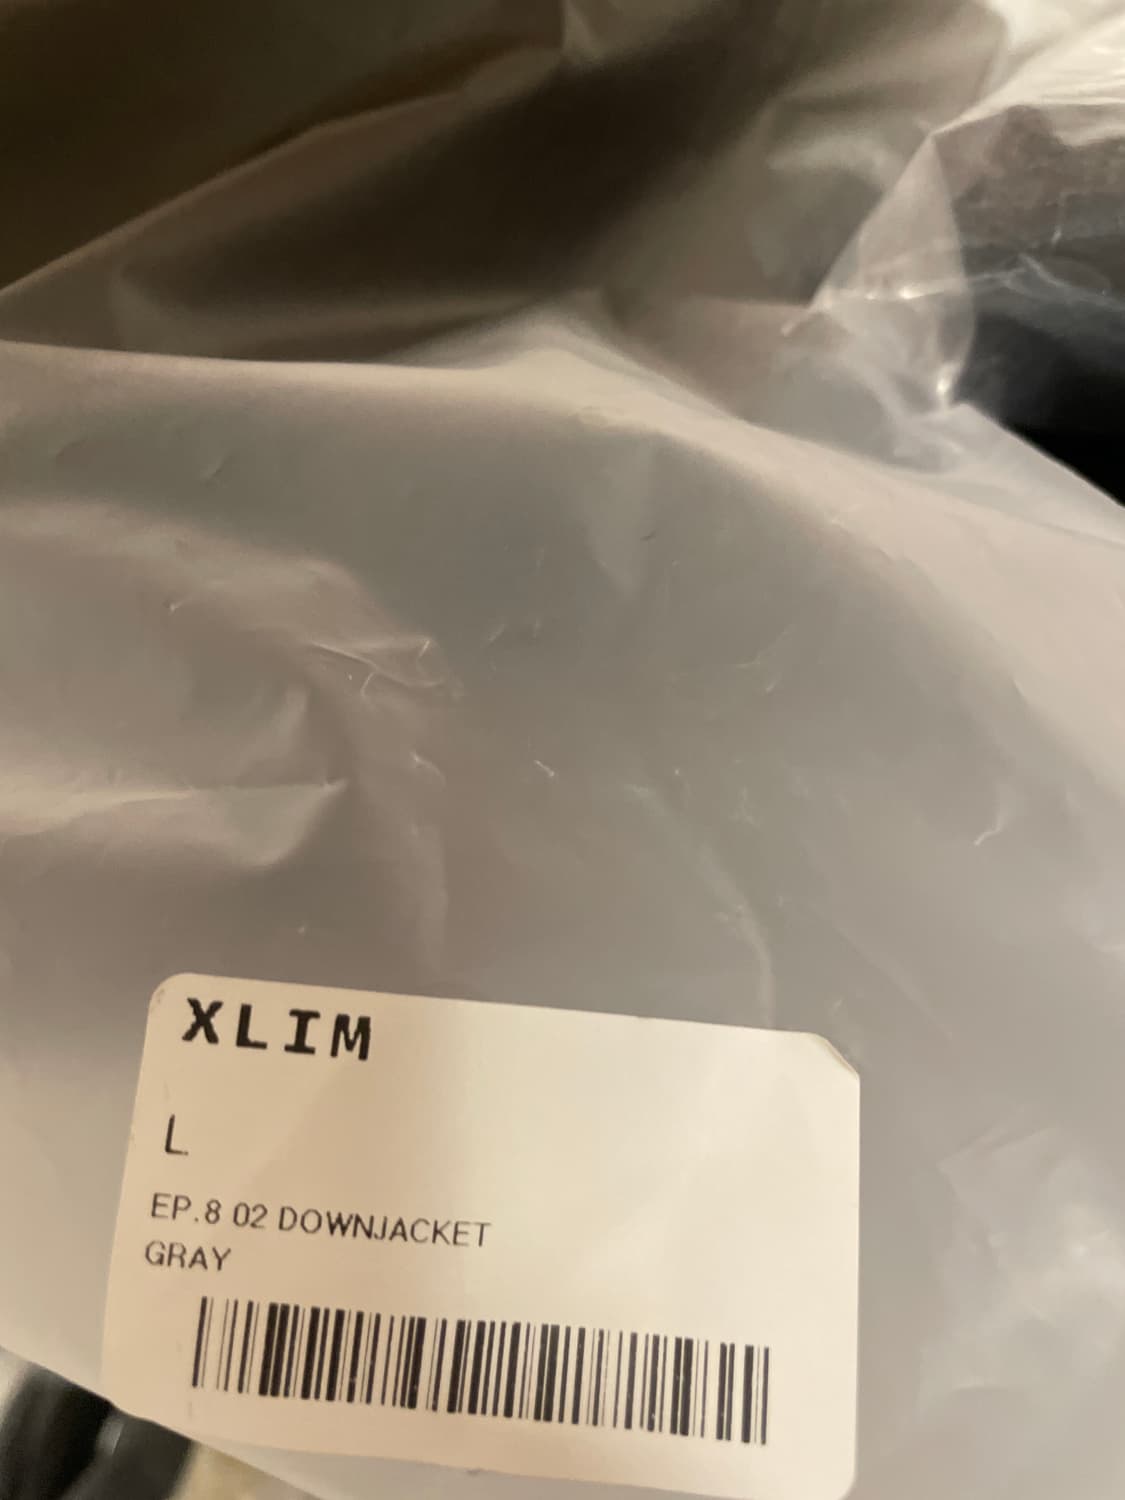 XLIM
L
EP.8 02 DOWNJACKET
GRAY